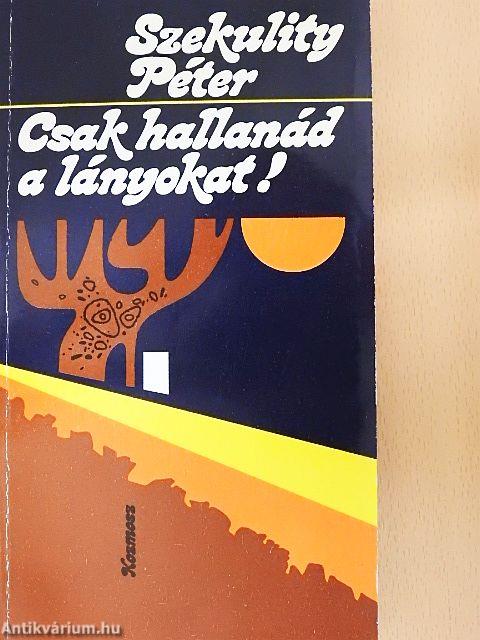 Szekulity
Péter
Csak hallanád
a lányokat!
Kozmosz
Antikvárium.hu